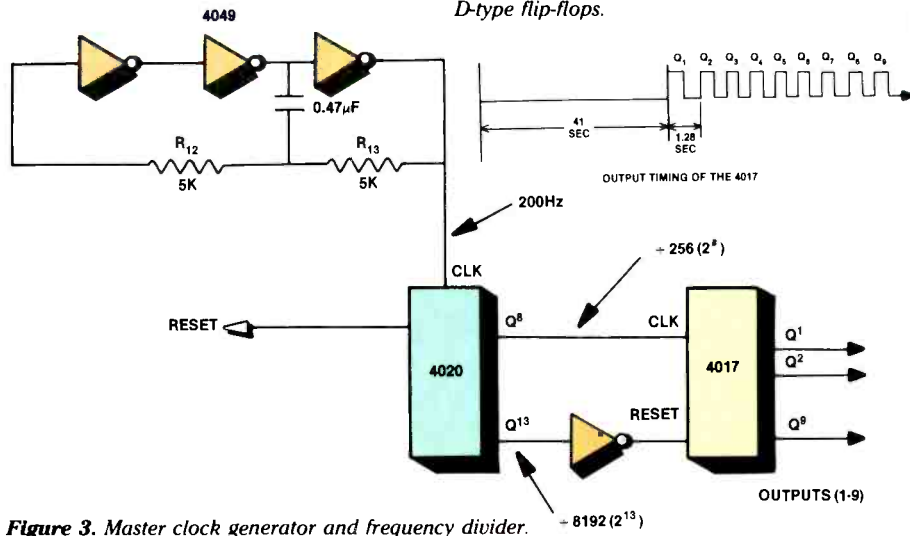 D-type flip-flops.
4049
0.47µF
R12
5K
R13
5K
Q1 Q2 Q3 Q4 Q5 Q6 Q7 Q8 Q9
41
SEC
1.28
SEC
OUTPUT TIMING OF THE 4017
200Hz
÷ 256 (2⁸)
CLK
RESET
4020
Q⁸
Q¹³
CLK
RESET
4017
Q¹
Q²
Q⁹
OUTPUTS (1-9)
÷ 8192 (2¹³)
Figure 3. Master clock generator and frequency divider.